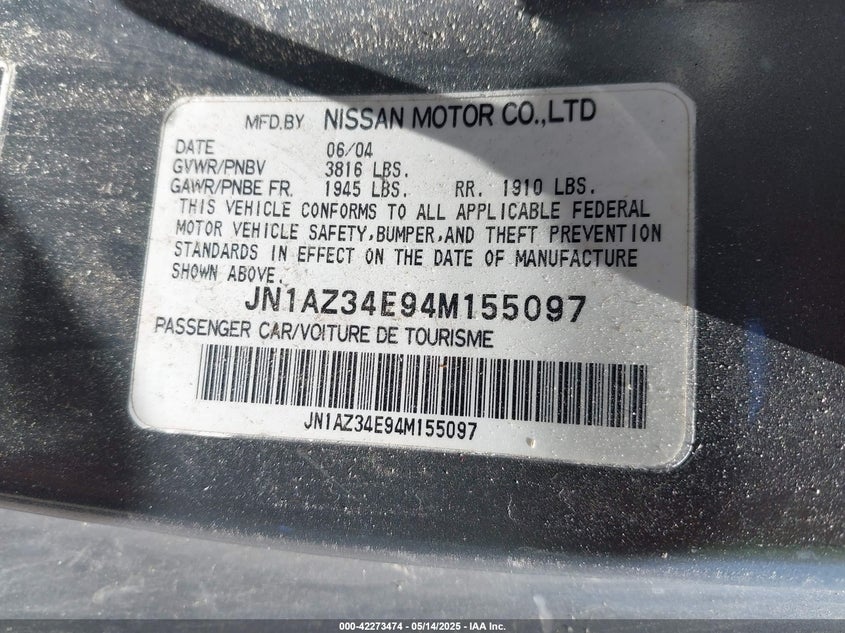 MFD.BY NISSAN MOTOR CO.,LTD
DATE 06/04
GVWR/PNBV 3816 LBS.
GAWR/PNBE FR. 1945 LBS. RR. 1910 LBS.
THIS VEHICLE CONFORMS TO ALL APPLICABLE FEDERAL
MOTOR VEHICLE SAFETY,BUMPER,AND THEFT PREVENTION
STANDARDS IN EFFECT ON THE DATE OF MANUFACTURE
SHOWN ABOVE.
JN1AZ34E94M155097
PASSENGER CAR/VOITURE DE TOURISME
JN1AZ34E94M155097
000-42273474 - 05/14/2025 - IAA Inc.